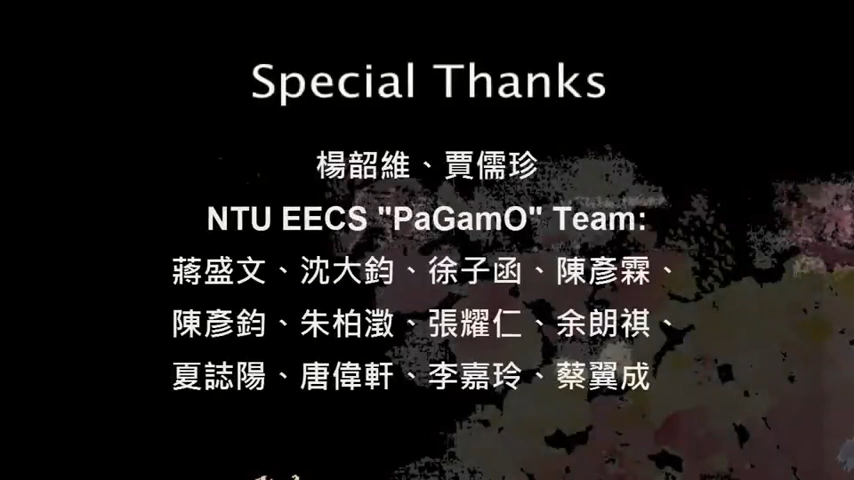 Special Thanks
楊韶維、賈儒珍
NTU EECS "PaGamO" Team:
蔣盛文、沈大鈞、徐子函、陳彥霖、
陳彥鈞、朱柏澂、張耀仁、余朗祺、
夏誌陽、唐偉軒、李嘉玲、蔡翼成